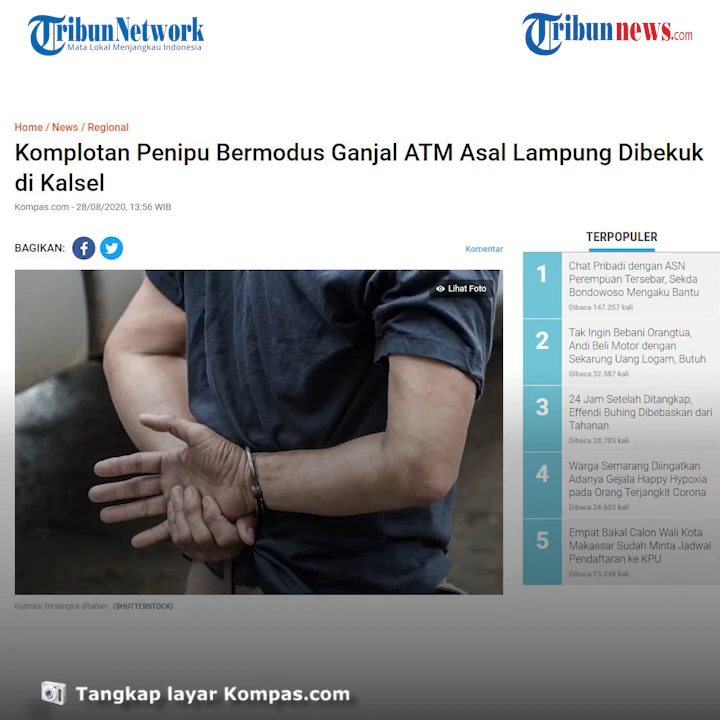 TribunNetwork
Mata Lokal Menjangkau Indonesia
Tribunnews.com
Home / News / Regional
Komplotan Penipu Bermodus Ganjal ATM Asal Lampung Dibekuk
di Kalsel
Kompas.com - 28/08/2020, 13:56 WIB
BAGIKAN:
Komentar
Lihat Foto
Ilustrasi tersangka ditahan (SHUTTERSTOCK)
TERPOPULER
1
Chat Pribadi dengan ASN
Perempuan Tersebar, Sekda
Bondowoso Mengaku Bantu
Dibaca 147.257 kali
2
Tak Ingin Bebani Orangtua,
Andi Beli Motor dengan
Sekarung Uang Logam, Butuh
Dibaca 32.587 kali
3
24 Jam Setelah Ditangkap,
Effendi Buhing Dibebaskan dari
Tahanan
Dibaca 28.785 kali
4
Warga Semarang Diingatkan
Adanya Gejala Happy Hypoxia
pada Orang Terjangkit Corona
Dibaca 24.603 kali
5
Empat Bakal Calon Wali Kota
Makassar Sudah Minta Jadwal
Pendaftaran ke KPU
Dibaca 15.248 kali
Tangkap layar Kompas.com